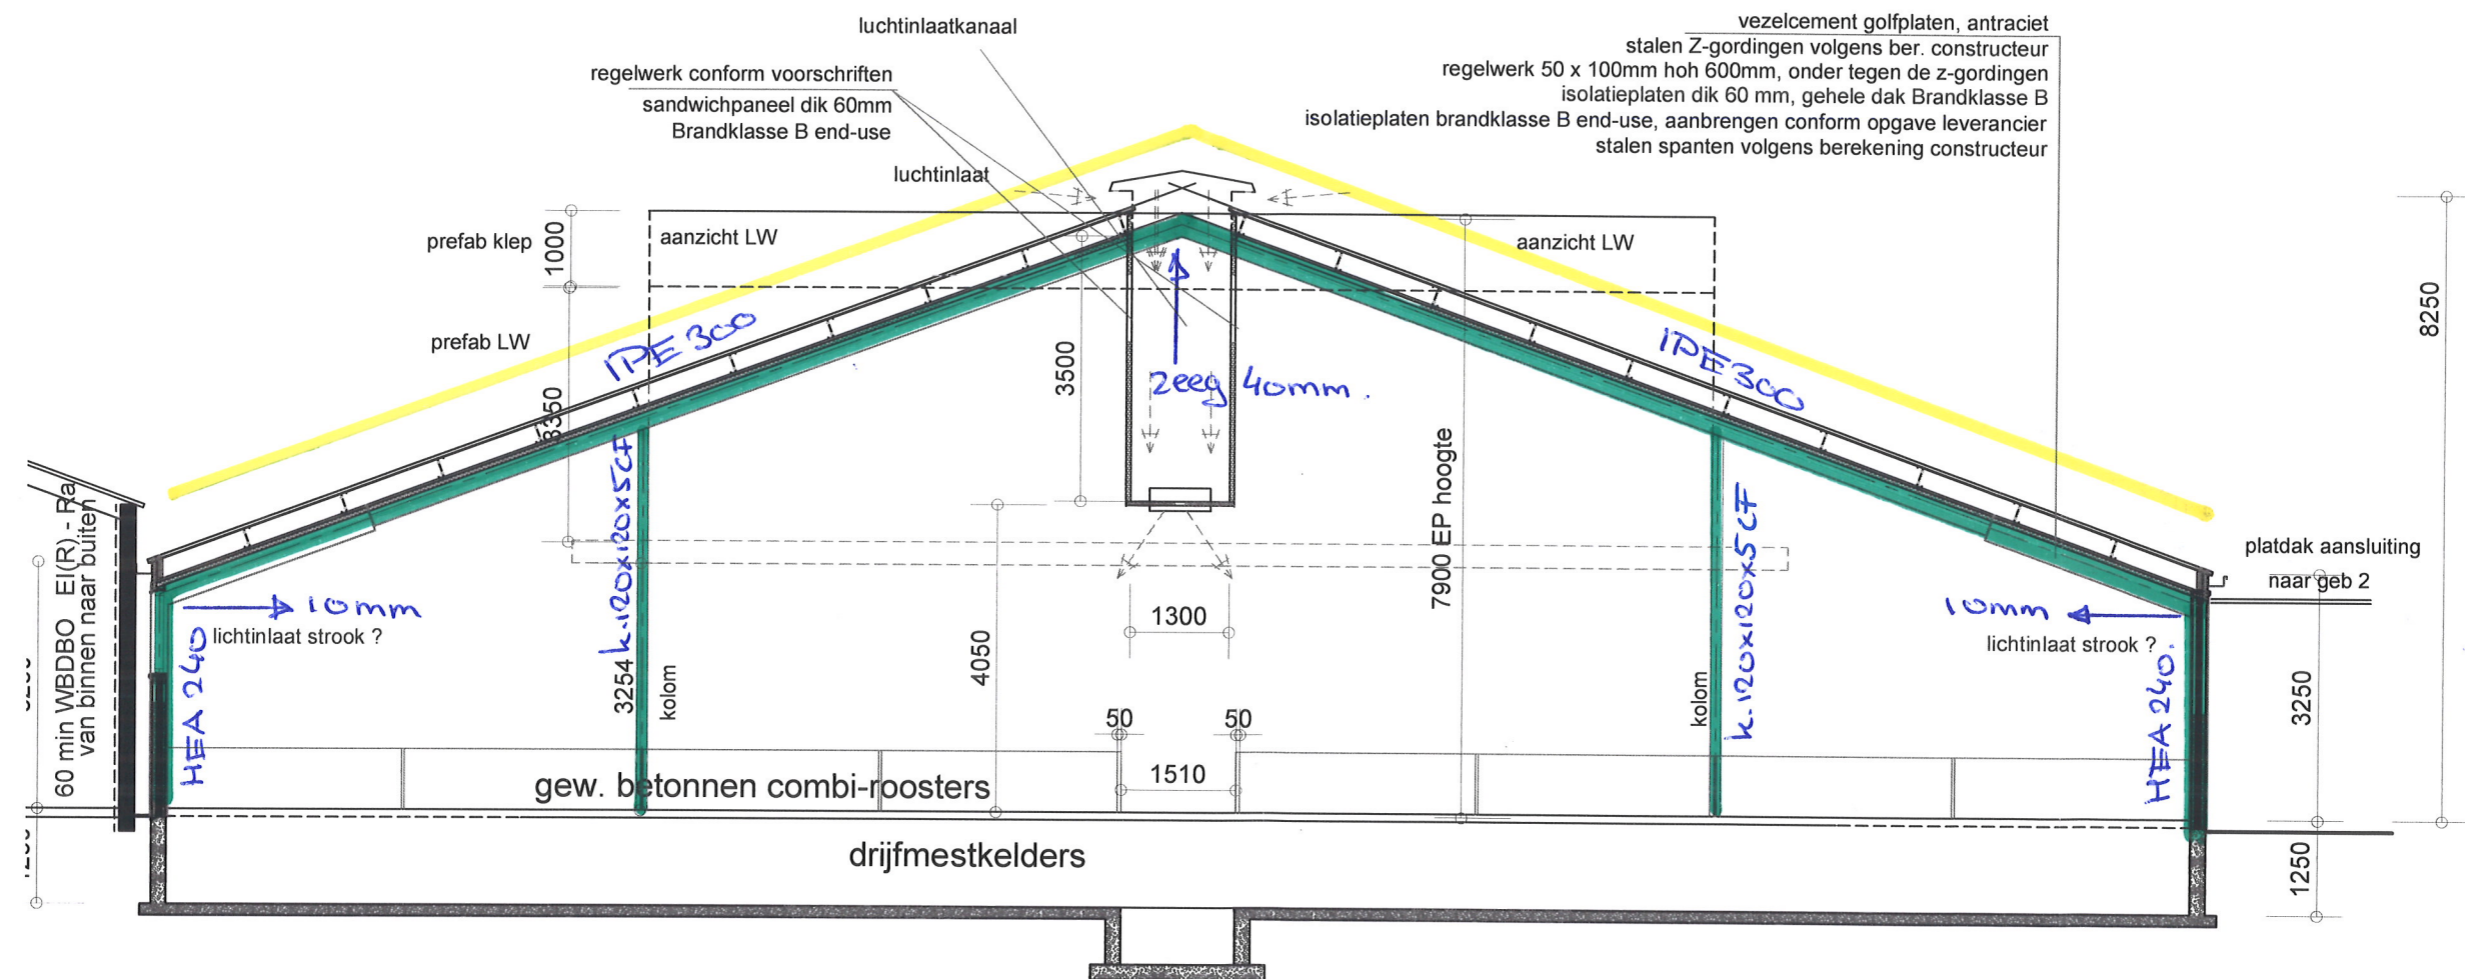 luchtinlaatkanaal
regelwerk conform voorschriften
sandwichpaneel dik 60mm
Brandklasse B end-use
luchtinlaat
vezelcement golfplaten, antraciet
stalen Z-gordingen volgens ber. constructeur
regelwerk 50 x 100mm hoh 600mm, onder tegen de z-gordingen
isolatieplaten dik 60 mm, gehele dak Brandklasse B
isolatieplaten brandklasse B end-use, aanbrengen conform opgave leverancier
stalen spanten volgens berekening constructeur
prefab klep
1000
aanzicht LW
aanzicht LW
8250
prefab LW
IPE 300
IPE 300
3350
3500
zeeg 40mm.
7900 EP hoogte
k.120x120x5 CF
k.120x120x5 CF
60 min WBDBO EI(R) - Ra
van binnen naar buiten
platdak aansluiting
naar geb 2
10mm
10mm
lichtinlaat strook ?
lichtinlaat strook ?
1300
HEA 240
HEA 240.
3254
kolom
kolom
4050
3250
50
50
1510
gew. betonnen combi-roosters
drijfmestkelders
1250